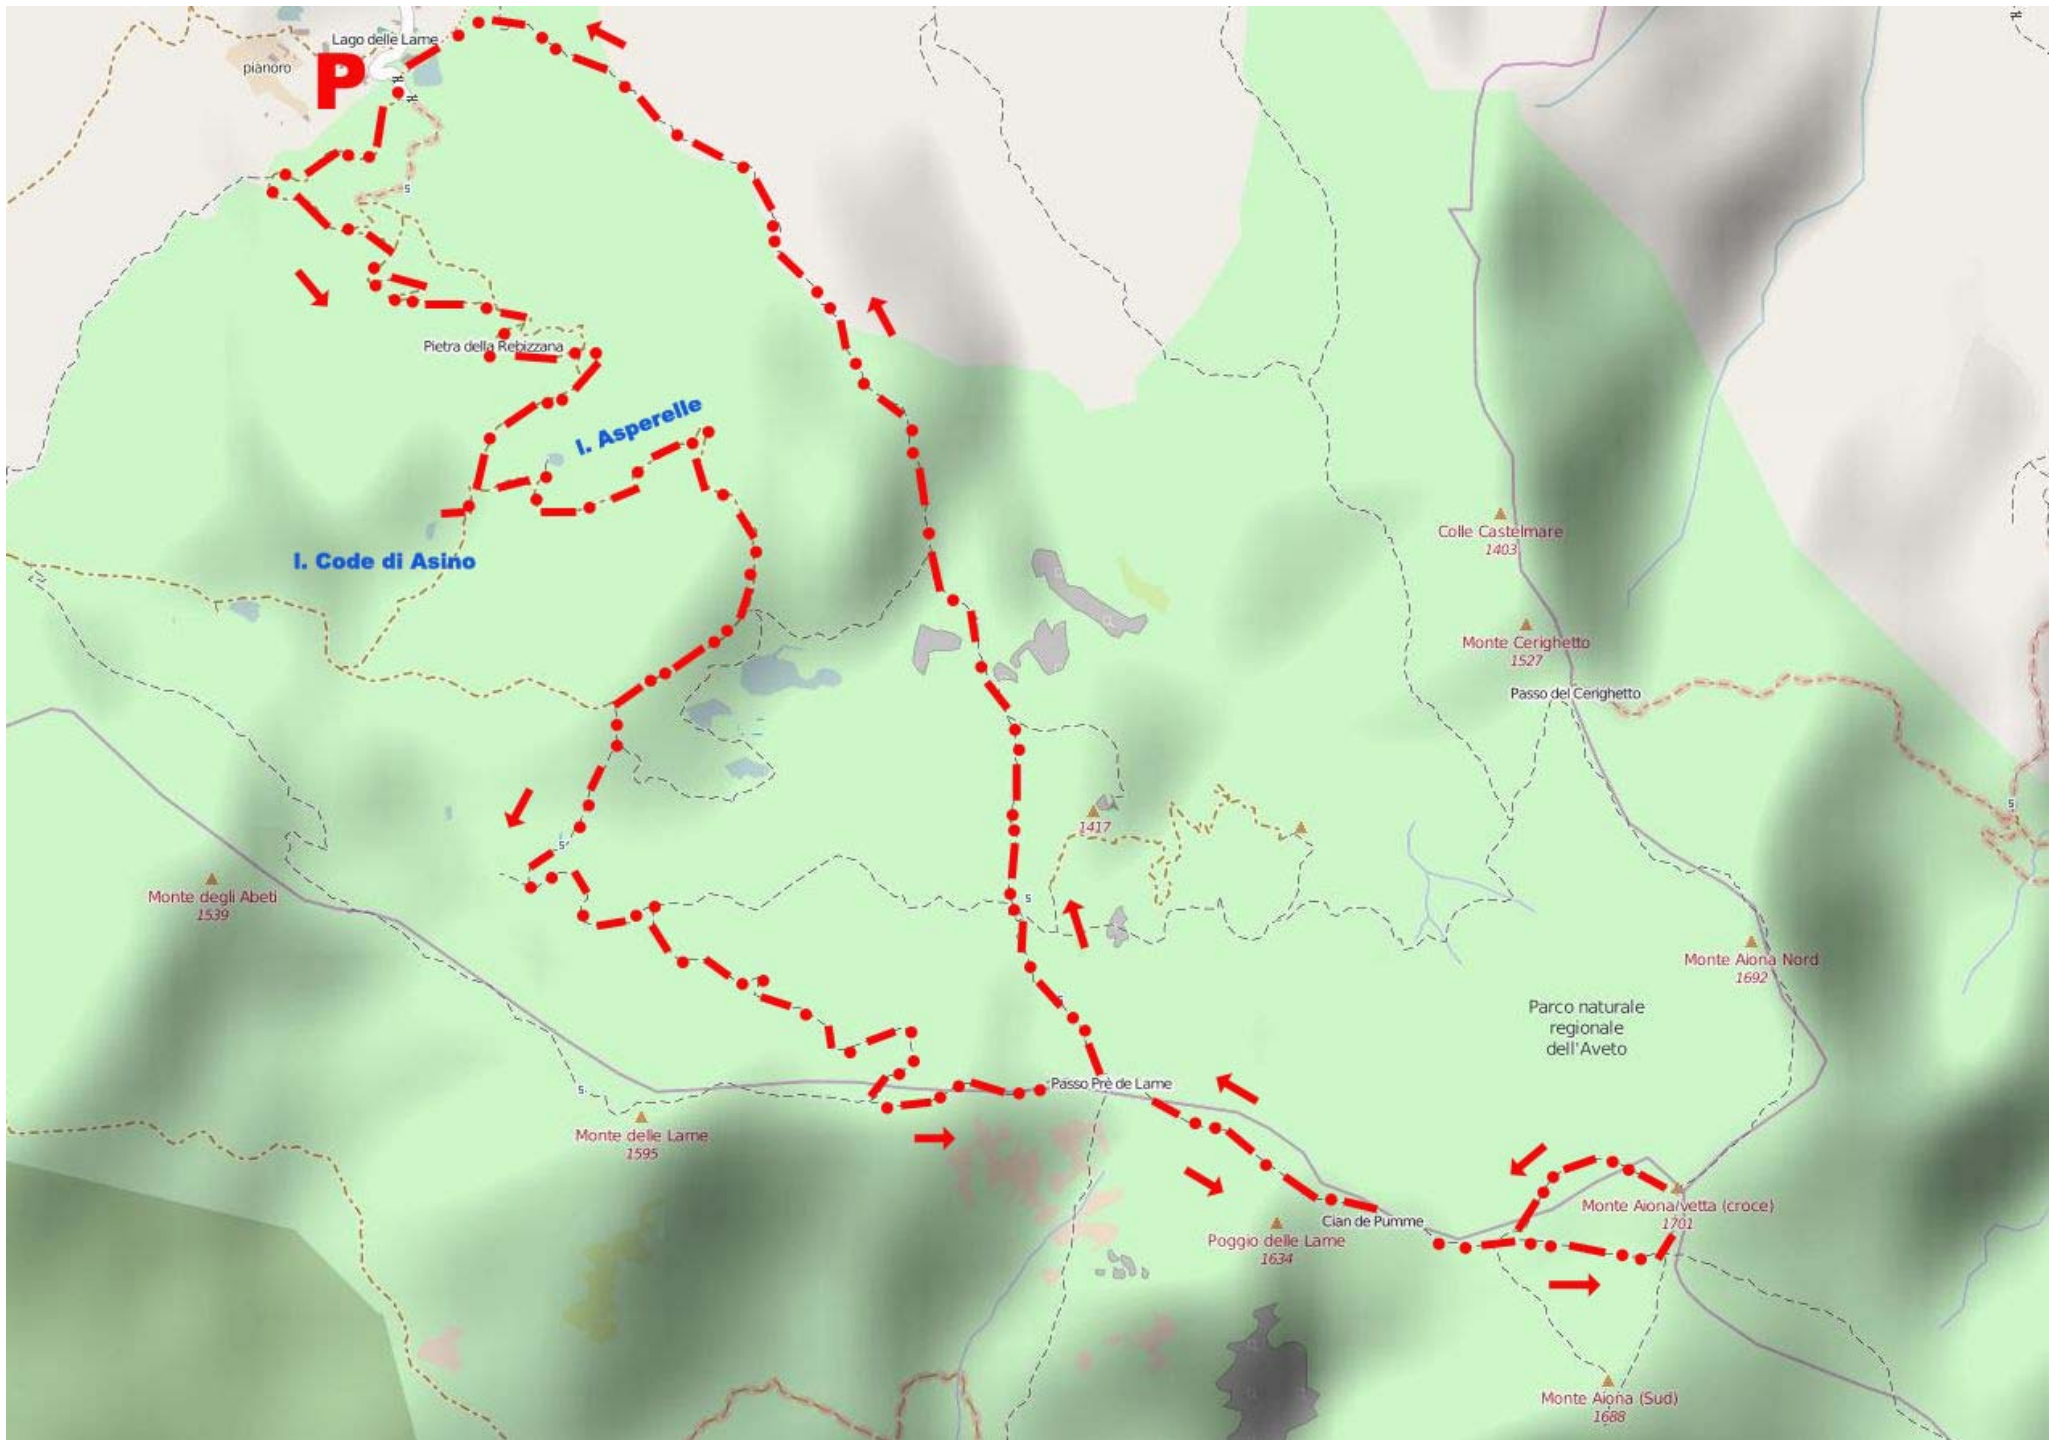 Lago delle Lame
pianoro
P
5
Pietra della Rebizzana
l. Asperelle
l. Code di Asino
Colle Castelmare
1403
Monte Cerighetto
1527
Passo del Cerighetto
5
1417
5
Monte degli Abeti
1539
5
Monte Aiona Nord
1692
Parco naturale
regionale
dell'Aveto
Passo Prè de Lame
5
Monte delle Lame
1595
Monte Aiona/vetta (croce)
1701
Cian de Pumme
Poggio delle Lame
1634
Monte Aiona (Sud)
1688